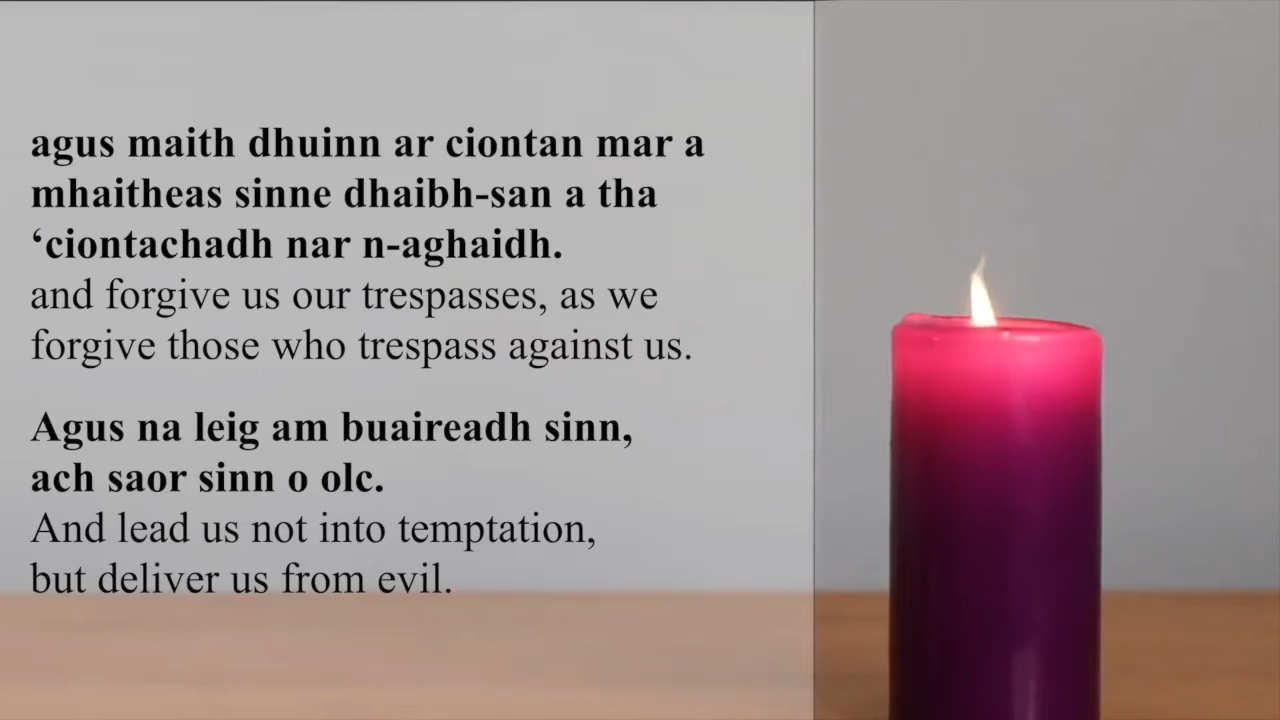 agus maith dhuinn ar ciontan mar a
mhaitheas sinne dhaibh-san a tha
‘ciontachadh nar n-aghaidh.
and forgive us our trespasses, as we
forgive those who trespass against us.
Agus na leig am buaireadh sinn,
ach saor sinn o olc.
And lead us not into temptation,
but deliver us from evil.